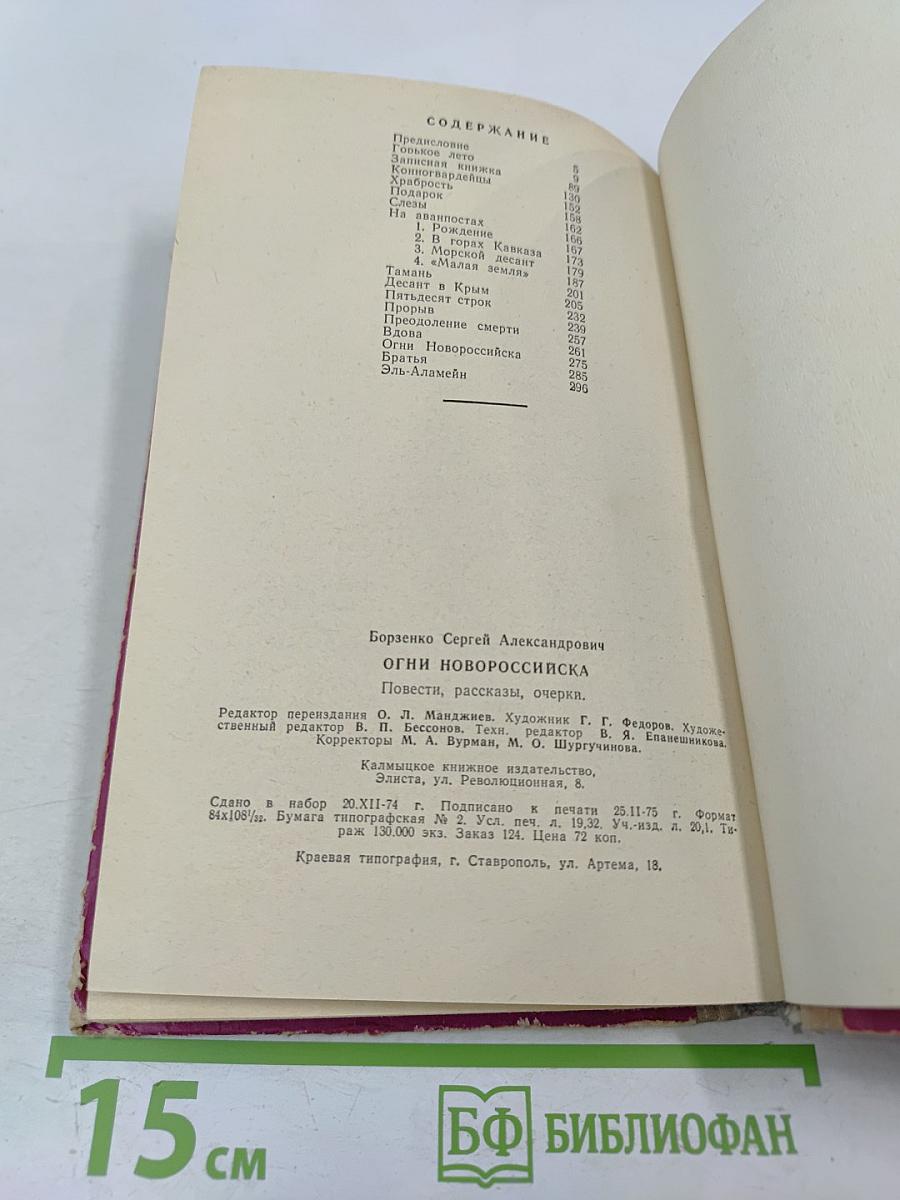 СОДЕРЖАНИЕ
Предисловие 5
Горькое лето 9
Записная книжка 89
Конногвардейцы 130
Храбрость 152
Подарок 158
Слезы 162
На аванпостах 166
1. Рождение 167
2. В горах Кавказа 173
3. Морской десант 179
4. «Малая земля» 187
Тамань 201
Десант в Крым 205
Пятьдесят строк 232
Прорыв 239
Преодоление смерти 257
Вдова 261
Огни Новороссийска 275
Братья 285
Эль-Аламейн 296
Борзенко Сергей Александрович
ОГНИ НОВОРОССИЙСКА
Повести, рассказы, очерки.
Редактор переиздания О. Л. Манджиев. Художник Г. Г. Федоров. Художе-
ственный редактор В. П. Бессонов. Техн. редактор В. Я. Епанешникова.
Корректоры М. А. Вурман, М. О. Шургучинова.
Калмыцкое книжное издательство,
Элиста, ул. Революционная, 8.
Сдано в набор 20.XII-74 г. Подписано к печати 25.II-75 г. Формат
84х108¹/₃₂. Бумага типографская № 2. Усл. печ. л. 19,32. Уч.-изд. л. 20,1. Ти-
раж 130.000 экз. Заказ 124. Цена 72 коп.
Краевая типография, г. Ставрополь, ул. Артема, 18.
15 см
БФ БИБЛИОФАН